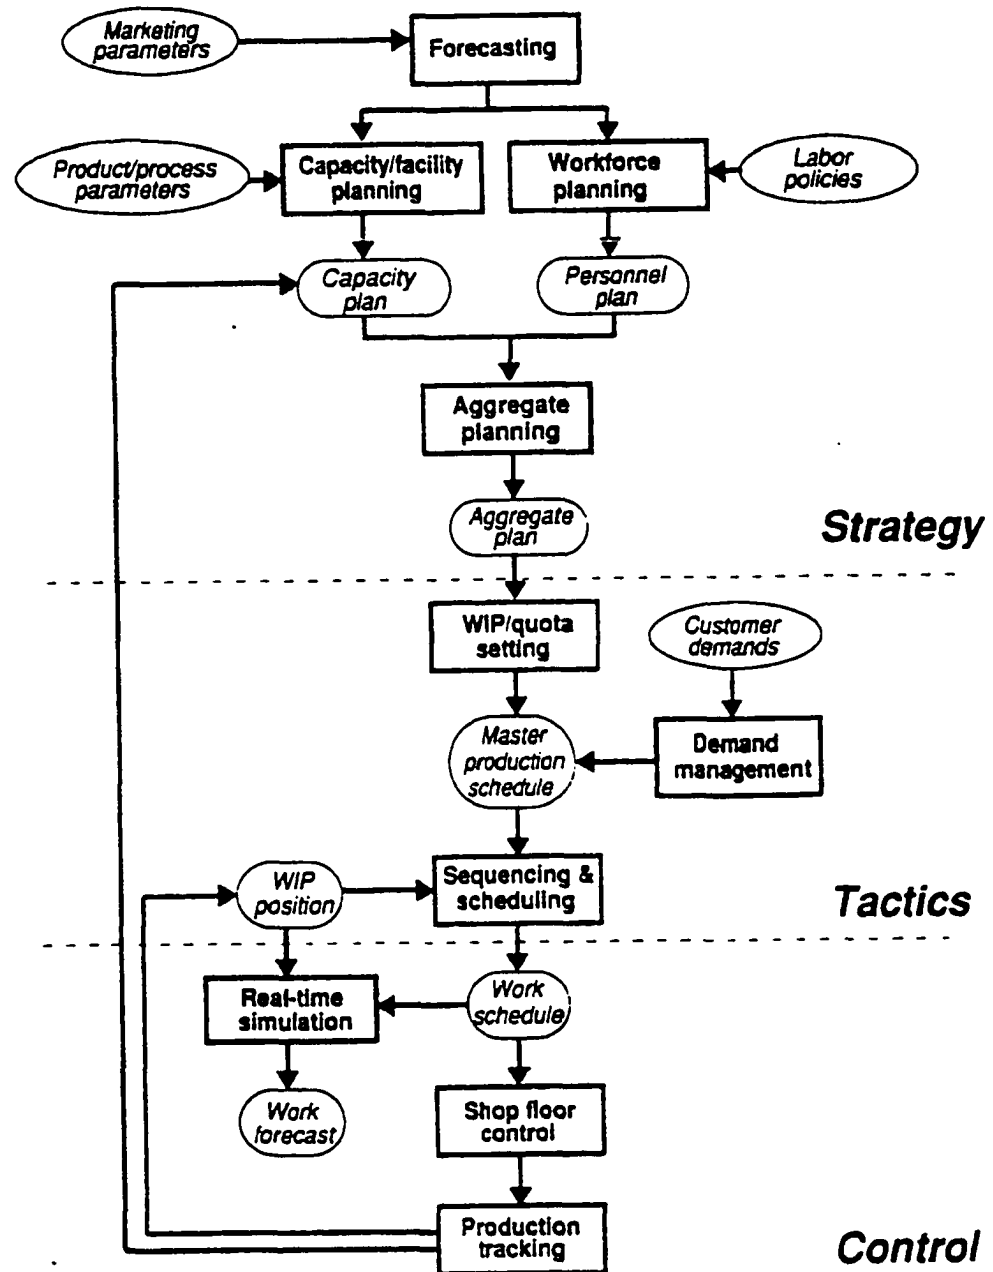 Marketing
parameters
Forecasting
Product/process
parameters
Capacity/facility
planning
Workforce
planning
Labor
policies
Capacity
plan
Personnel
plan
Aggregate
planning
Aggregate
plan
Strategy
WIP/quota
setting
Customer
demands
Master
production
schedule
Demand
management
WIP
position
Sequencing &
scheduling
Tactics
Real-time
simulation
Work
schedule
Work
forecast
Shop floor
control
Production
tracking
Control